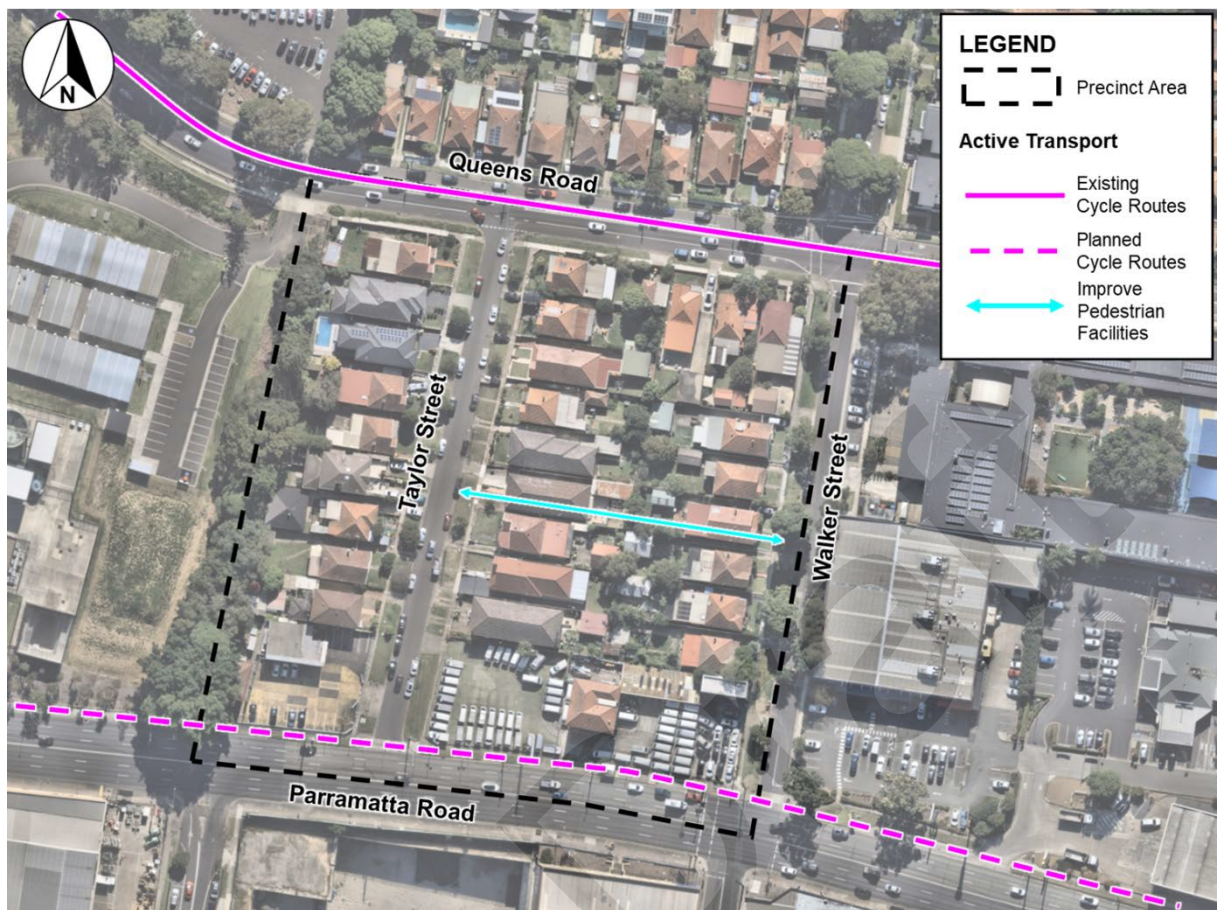 N
LEGEND
Precinct Area
Active Transport
Existing
Cycle Routes
Planned
Cycle Routes
Improve
Pedestrian
Facilities
Queens Road
Taylor Street
Walker Street
Parramatta Road